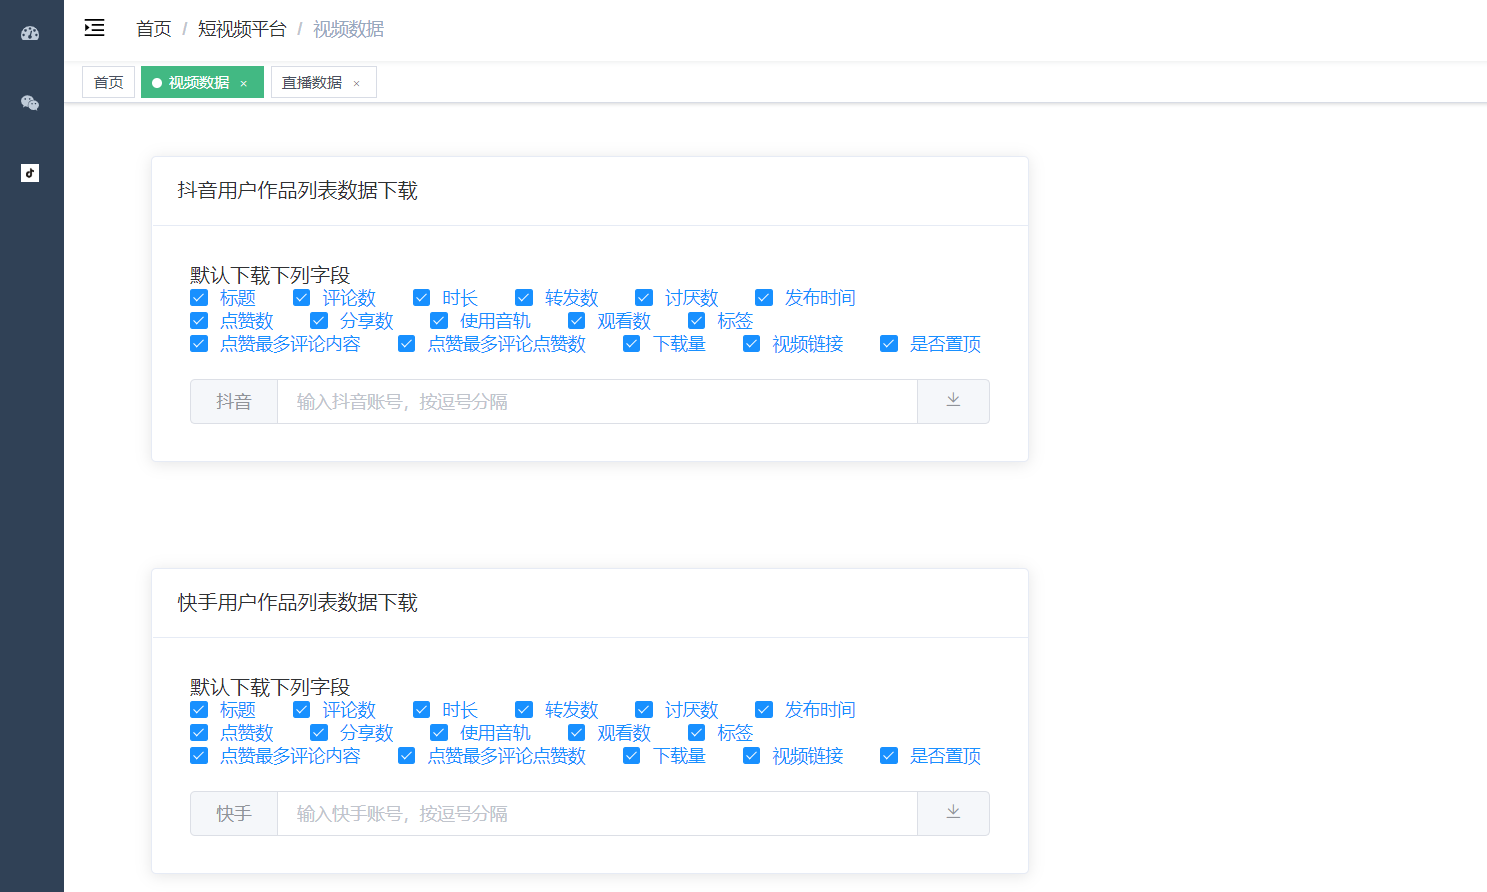 首页 / 短视频平台 / 视频数据
首页 视频数据 × 直播数据 ×
抖音用户作品列表数据下载
默认下载下列字段
标题 评论数 时长 转发数 讨厌数 发布时间
点赞数 分享数 使用音轨 观看数 标签
点赞最多评论内容 点赞最多评论点赞数 下载量 视频链接 是否置顶
抖音 输入抖音账号，按逗号分隔
快手用户作品列表数据下载
默认下载下列字段
标题 评论数 时长 转发数 讨厌数 发布时间
点赞数 分享数 使用音轨 观看数 标签
点赞最多评论内容 点赞最多评论点赞数 下载量 视频链接 是否置顶
快手 输入快手账号，按逗号分隔